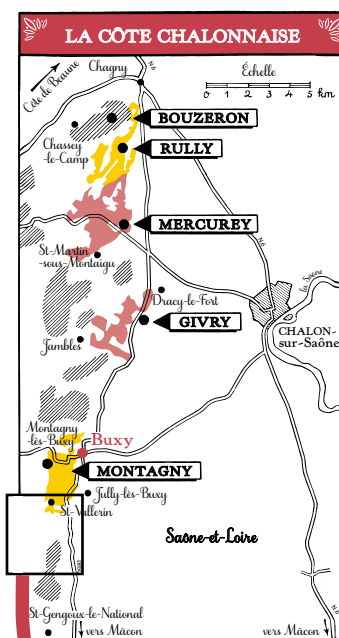 LA CÔTE CHALONNAISE
Chagny
N6
Côte de Beaune
Échelle
0 1 2 3 4 5 km
BOUZERON
Chassey
-le-Camp
RULLY
MERCUREY
N6
St-Martin
-sous-Montaigu
la Saône
Dracy-le-Fort
GIVRY
CHALON
-sur-Saône
Jambles
Montagny
-lès-Buxy
Buxy
MONTAGNY
Jully-lès-Buxy
St-Vallerin
Saône-et-Loire
St-Gengoux-le-National
vers Mâcon
vers Mâcon